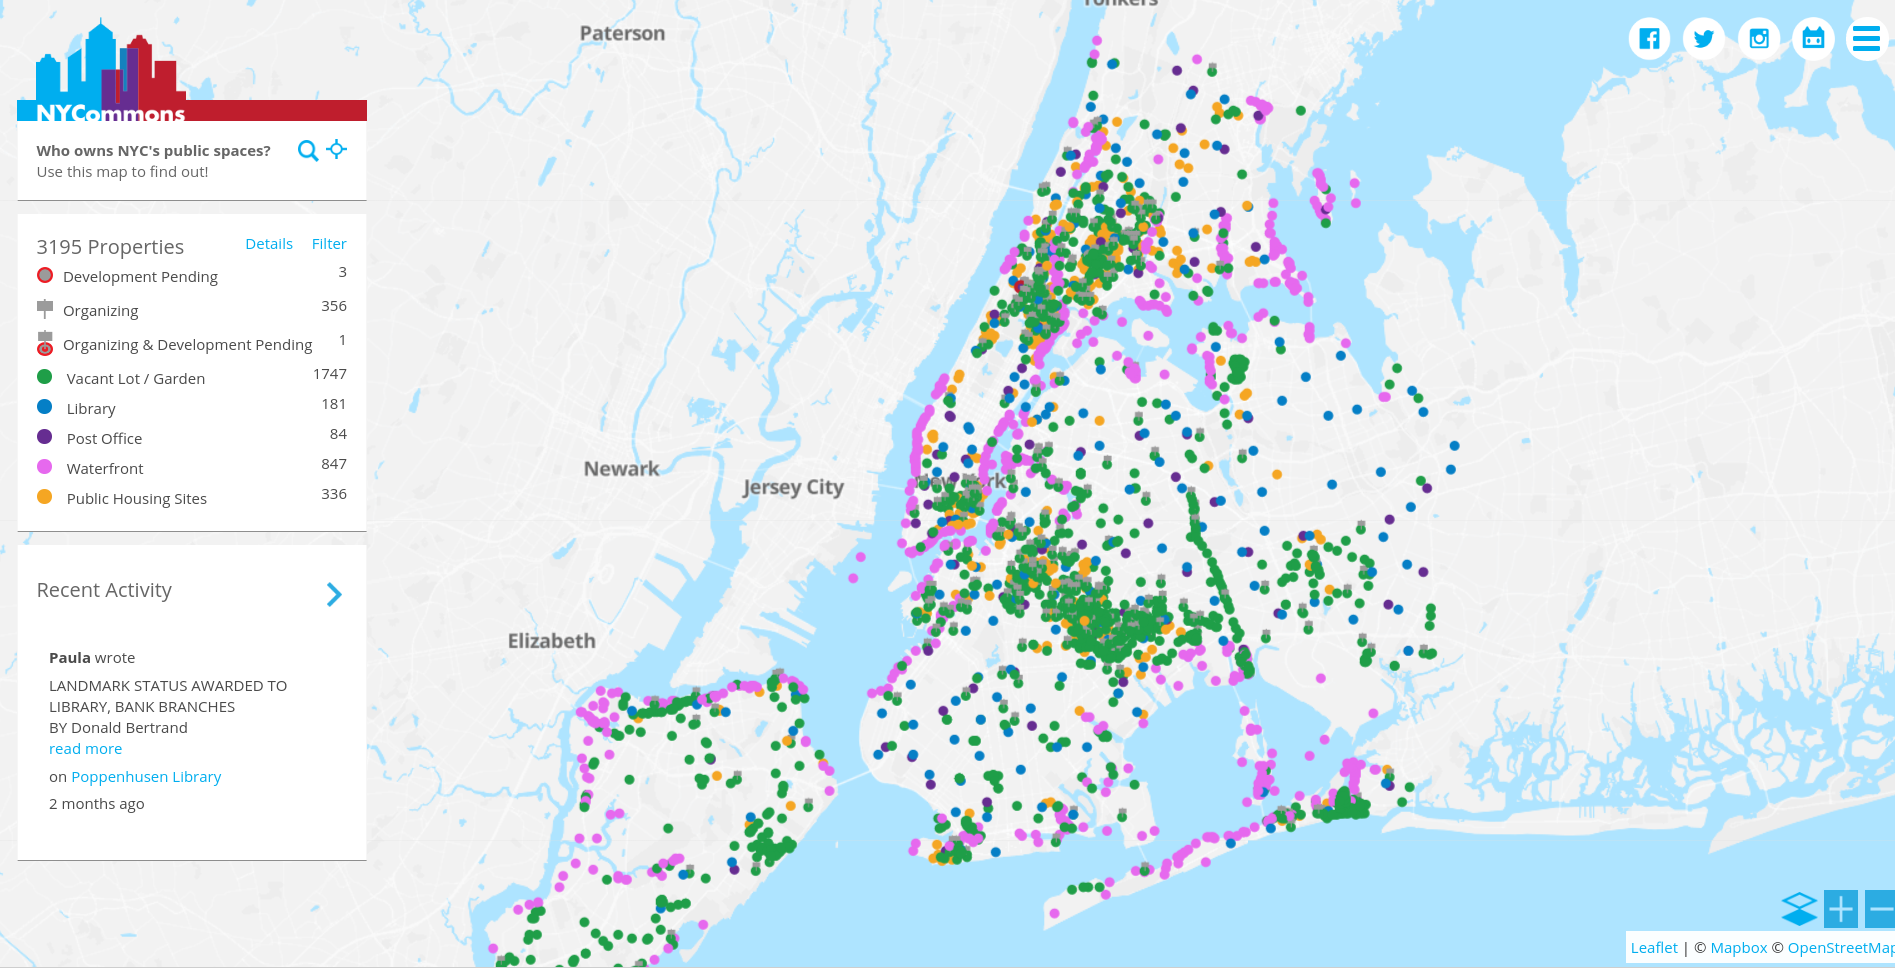 Yonkers
Paterson
NYCommons
Who owns NYC's public spaces?
Use this map to find out!
3195 Properties Details Filter
Development Pending 3
Organizing 356
Organizing & Development Pending 1
Vacant Lot / Garden 1747
Library 181
Post Office 84
Waterfront 847
Public Housing Sites 336
Newark
Jersey City
New York
Recent Activity
Elizabeth
Paula wrote
LANDMARK STATUS AWARDED TO
LIBRARY, BANK BRANCHES
BY Donald Bertrand
read more
on Poppenhusen Library
2 months ago
Leaflet | © Mapbox © OpenStreetMap